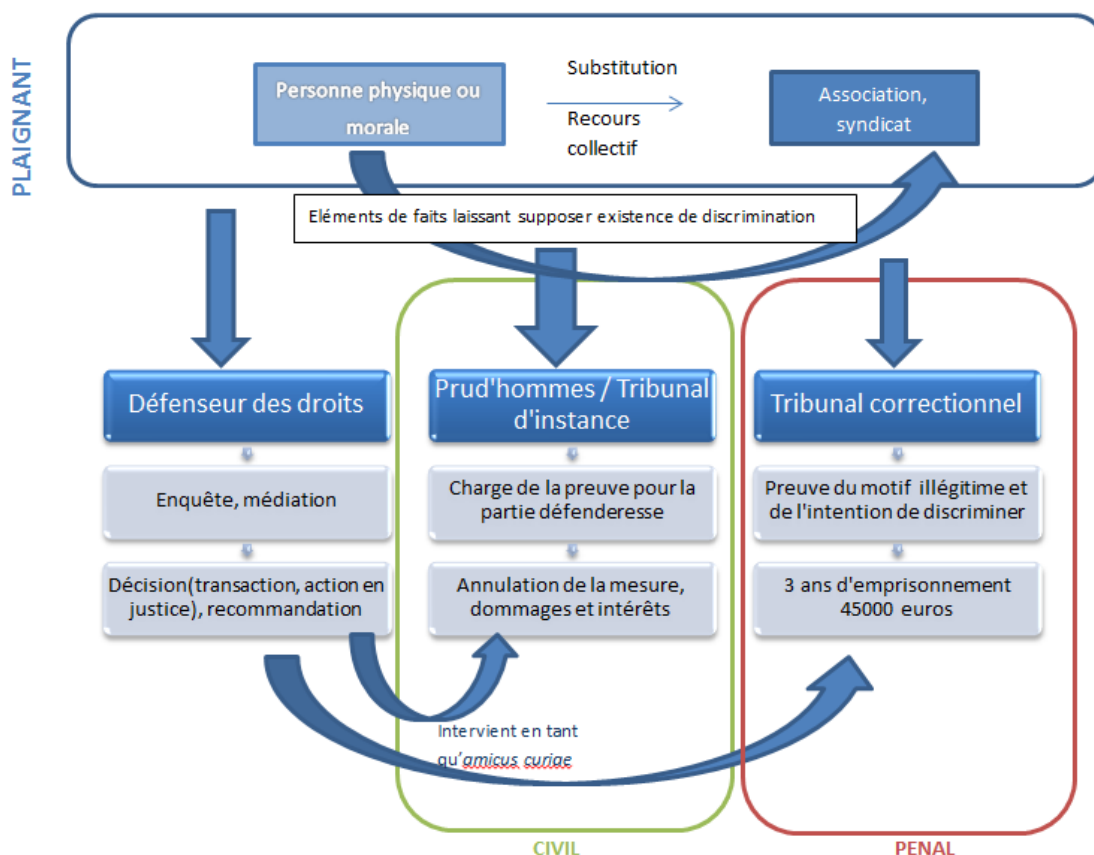 PLAIGNANT
Personne physique ou
morale
Substitution
Recours
collectif
Association,
syndicat
Eléments de faits laissant supposer existence de discrimination
Défenseur des droits
Enquête, médiation
Décision(transaction, action en
justice), recommandation
Prud'hommes / Tribunal
d'instance
Charge de la preuve pour la
partie défenderesse
Annulation de la mesure,
dommages et intérêts
Tribunal correctionnel
Preuve du motif illégitime et
de l'intention de discriminer
3 ans d'emprisonnement
45000 euros
Intervient en tant
qu'amicus curiae
CIVIL
PENAL